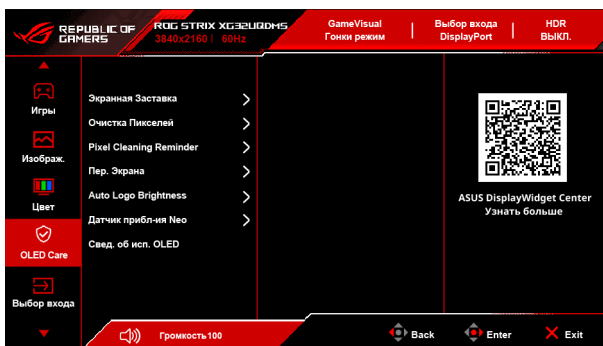 REPUBLIC OF
GAMERS
ROG STRIX XG32UQDMS
3840x2160 | 60Hz
GameVisual
Гонки режим
Выбор входа
DisplayPort
HDR
ВЫКЛ.
Игры
Изображ.
Цвет
OLED Care
Выбор входа
Экранная Заставка
Очистка Пикселей
Pixel Cleaning Reminder
Пер. Экрана
Auto Logo Brightness
Датчик прибл-ия Neo
Свед. об исп. OLED
ASUS DisplayWidget Center
Узнать больше
Громкость100
Back
Enter
Exit